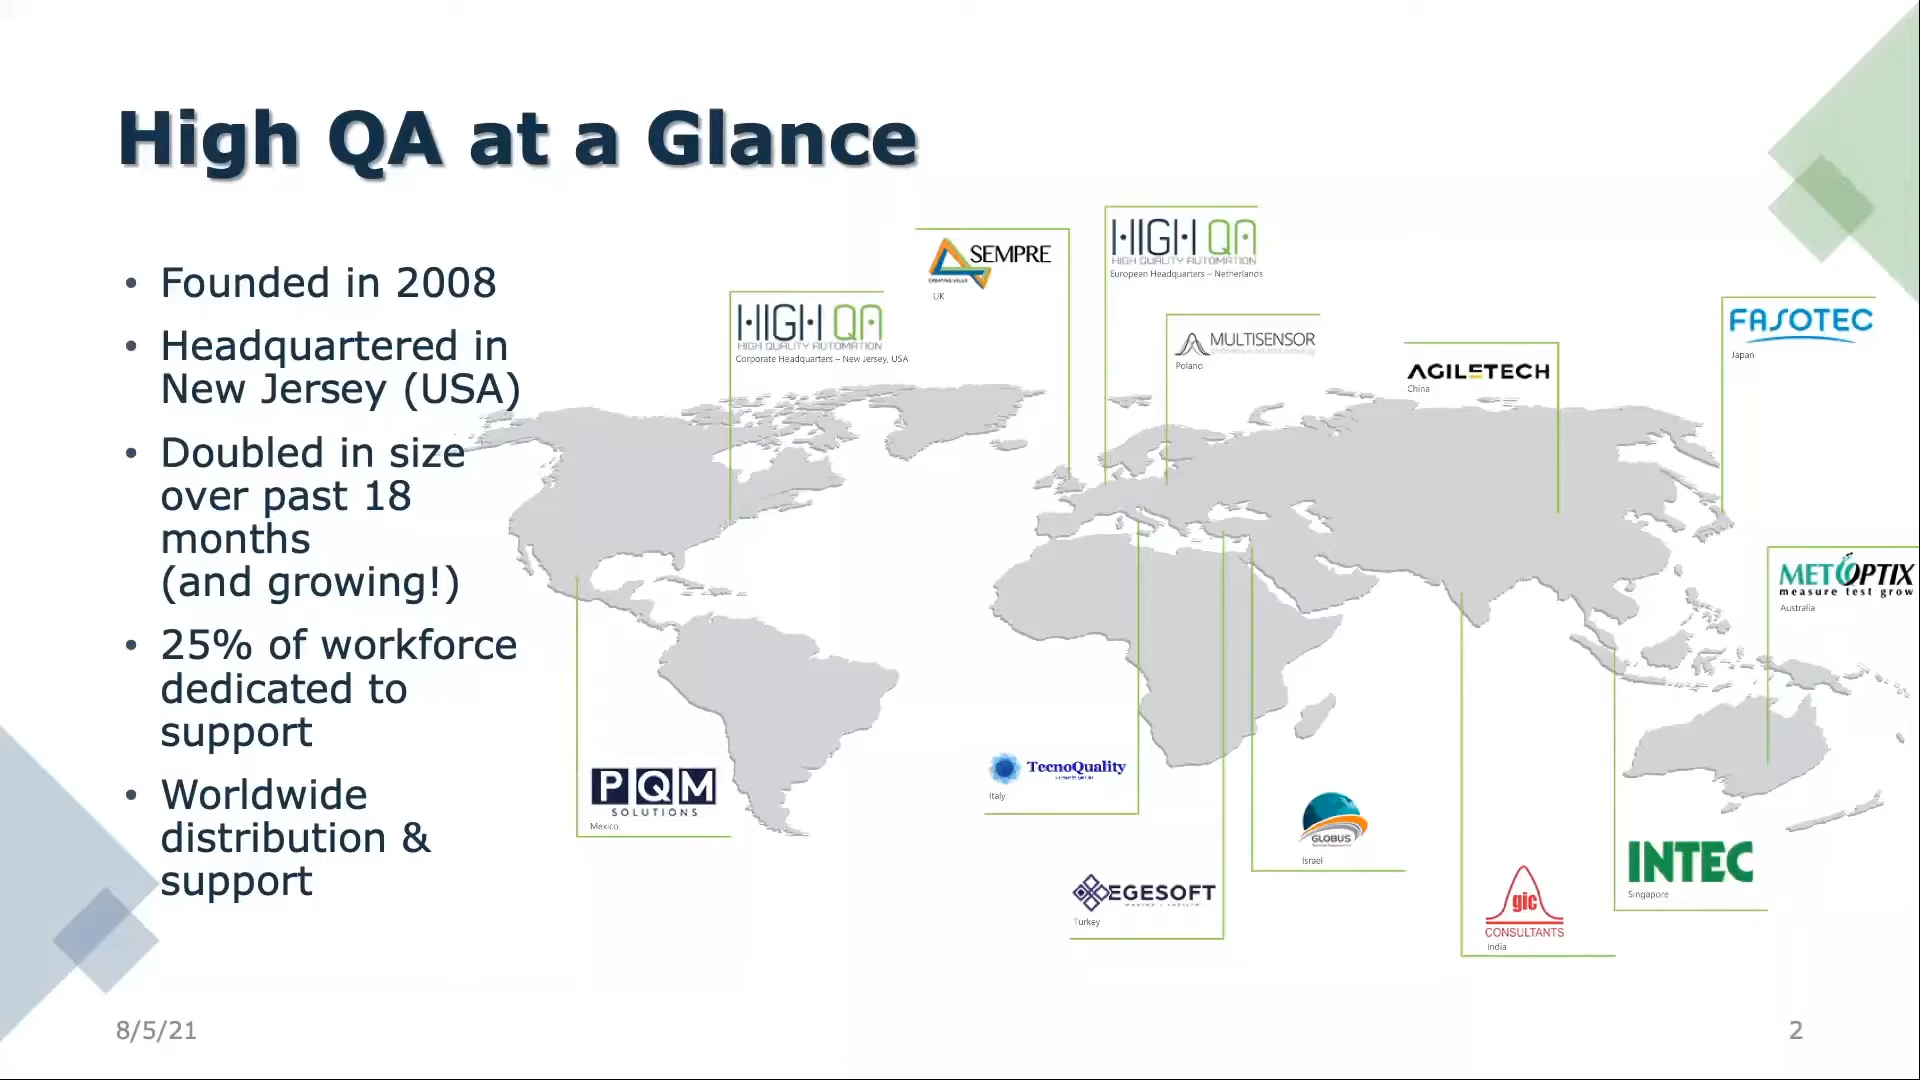 High QA at a Glance
• Founded in 2008
• Headquartered in
New Jersey (USA)
• Doubled in size
over past 18
months
(and growing!)
• 25% of workforce
dedicated to
support
• Worldwide
distribution &
support
HIGH QA
HIGH QUALITY AUTOMATION
Corporate Headquarters – New Jersey, USA
SEMPRE
CREATING VALUE
UK
HIGH QA
HIGH QUALITY AUTOMATION
European Headquarters – Netherlands
MULTISENSOR
Poland
AGILETECH
China
FASOTEC
Japan
METROPTIX
measure test grow
Australia
PQM
SOLUTIONS
Mexico
TecnoQuality
Italy
EGESOFT
Turkey
GLOBUS
Israel
gic
CONSULTANTS
India
INTEC
Singapore
8/5/21
2